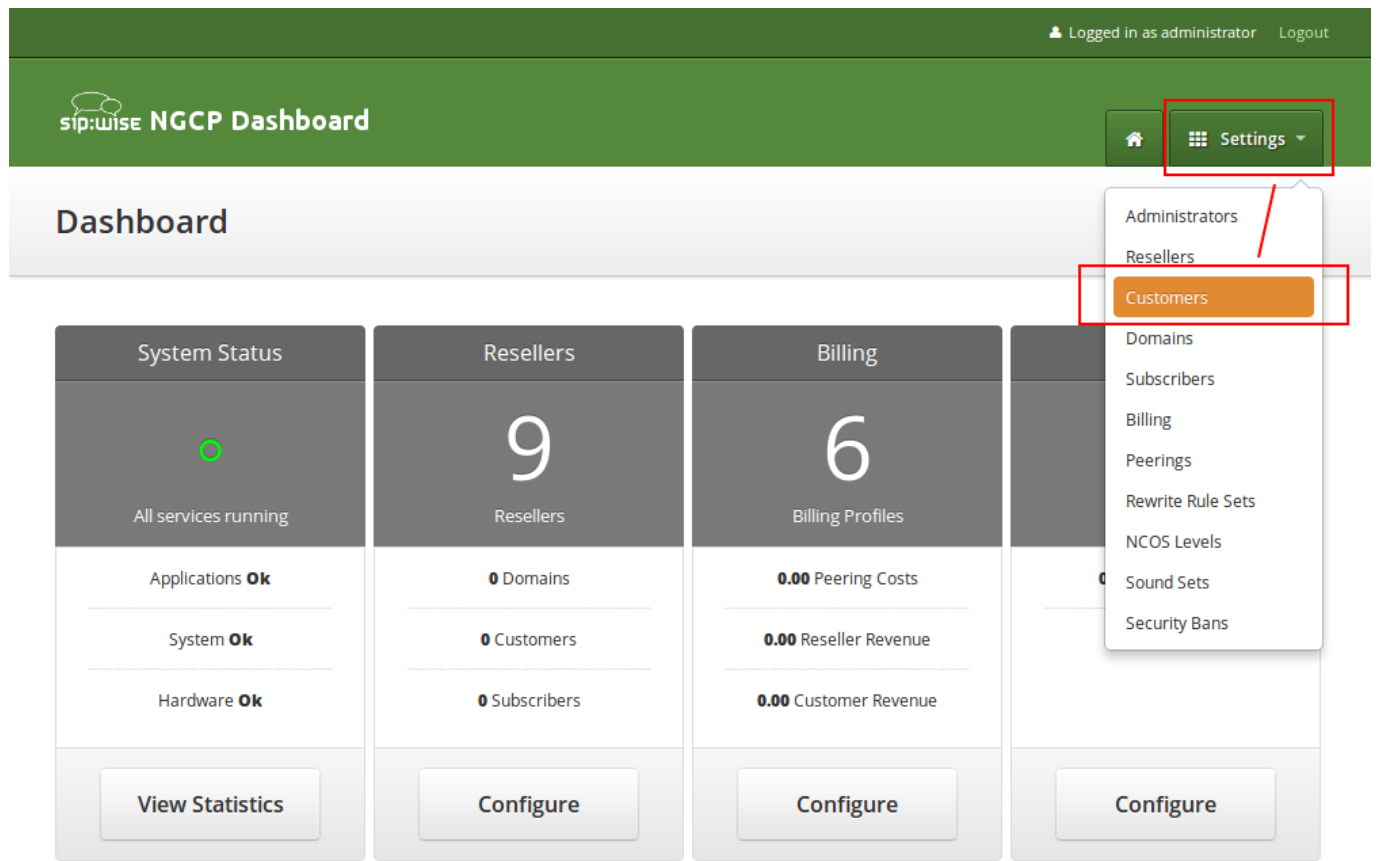 Logged in as administrator Logout
sip:wise NGCP Dashboard
Settings
Dashboard
Administrators
Resellers
Customers
Domains
Subscribers
Billing
Peerings
Rewrite Rule Sets
NCOS Levels
Sound Sets
Security Bans
System Status
All services running
Applications Ok
System Ok
Hardware Ok
View Statistics
Resellers
9
Resellers
0 Domains
0 Customers
0 Subscribers
Configure
Billing
6
Billing Profiles
0.00 Peering Costs
0.00 Reseller Revenue
0.00 Customer Revenue
Configure
Configure